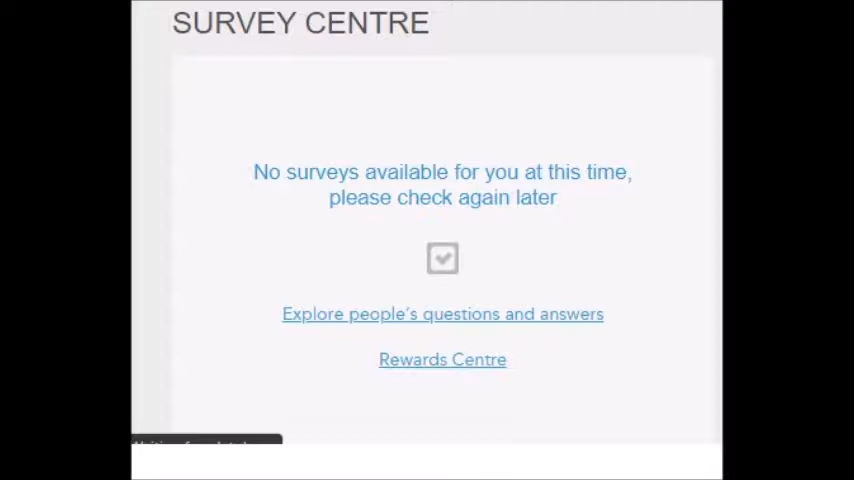 SURVEY CENTRE
No surveys available for you at this time,
please check again later
Explore people's questions and answers
Rewards Centre